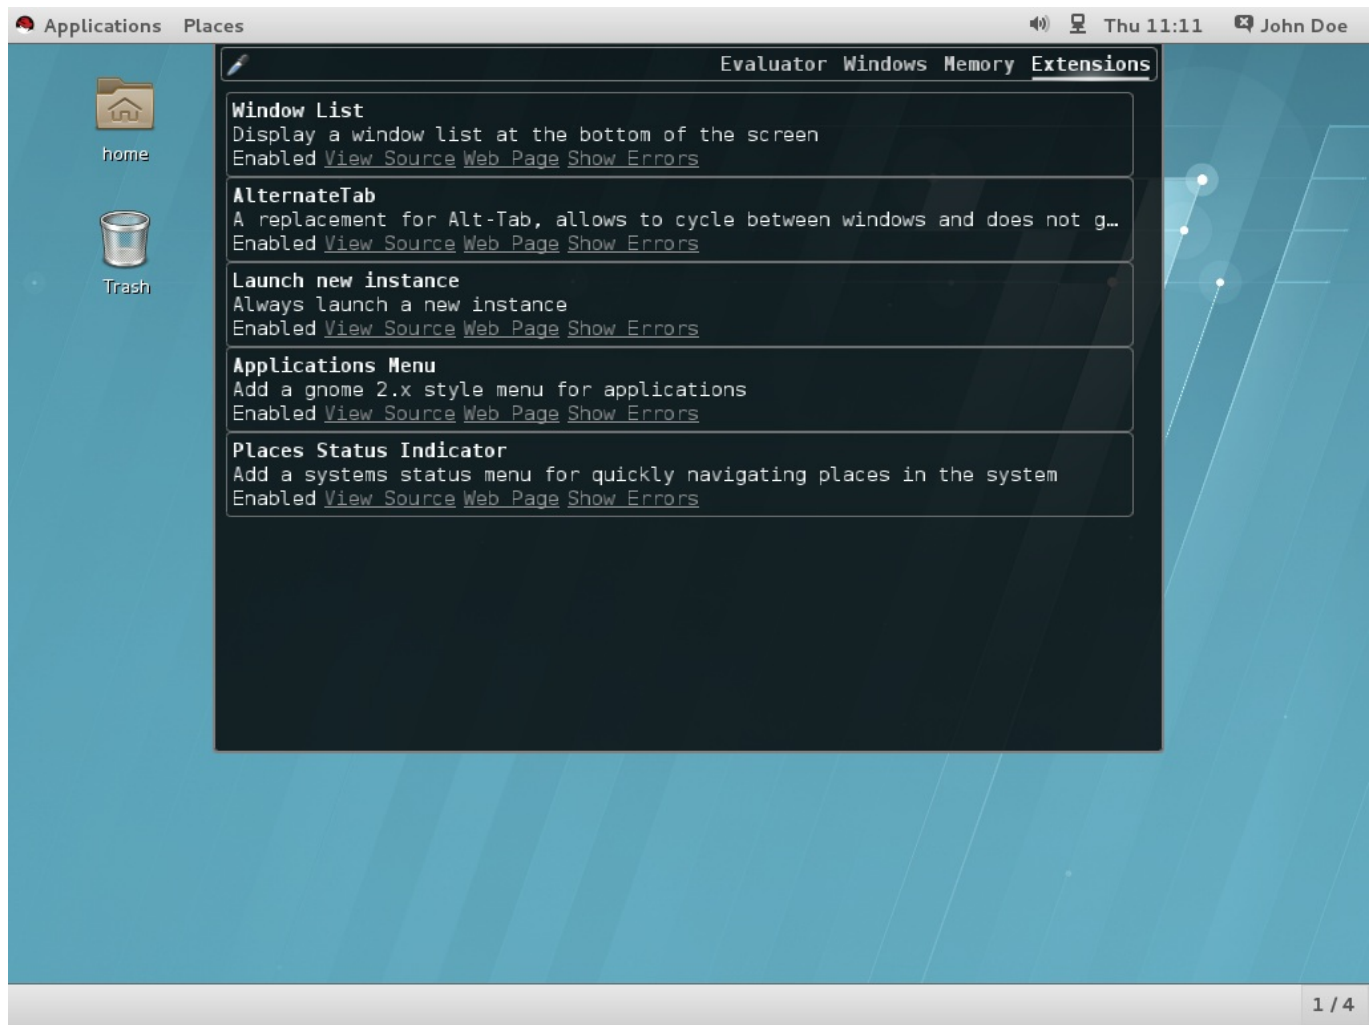 Applications Places Thu 11:11 John Doe
home
Trash
Evaluator Windows Memory Extensions
Window List
Display a window list at the bottom of the screen
Enabled View Source Web Page Show Errors
AlternateTab
A replacement for Alt-Tab, allows to cycle between windows and does not g…
Enabled View Source Web Page Show Errors
Launch new instance
Always launch a new instance
Enabled View Source Web Page Show Errors
Applications Menu
Add a gnome 2.x style menu for applications
Enabled View Source Web Page Show Errors
Places Status Indicator
Add a systems status menu for quickly navigating places in the system
Enabled View Source Web Page Show Errors
1 / 4